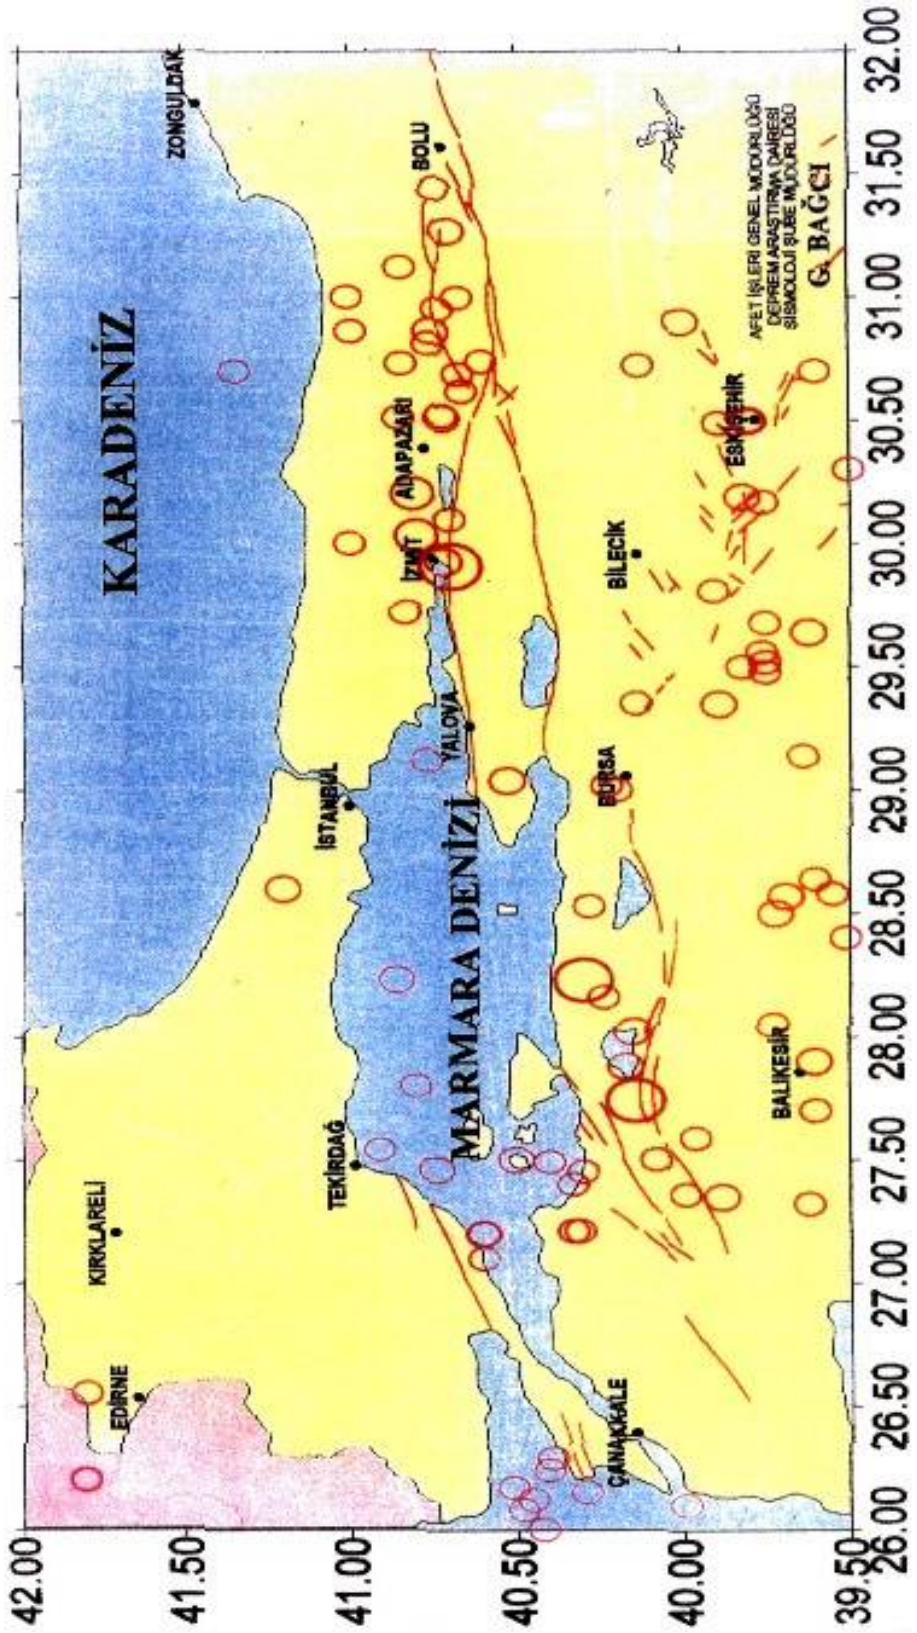 KARADENİZ
ZONGULDAK
KIRKLARELİ
EDİRNE
TEKİRDAĞ
İSTANBUL
MARMARA DENİZİ
YALOVA
İZMİT
ADAPAZARI
BOLU
ÇANAKKALE
BALIKESİR
BURSA
BİLECİK
ESKİŞEHİR
AFET İŞLERİ GENEL MÜDÜRLÜĞÜ
DEPREM ARAŞTIRMA DAİRESİ
SİSMOLOJİ ŞUBE MÜDÜRLÜĞÜ
G. BAĞCI
42.00
41.50
41.00
40.50
40.00
39.50
26.00
26.50
27.00
27.50
28.00
28.50
29.00
29.50
30.00
30.50
31.00
31.50
32.00